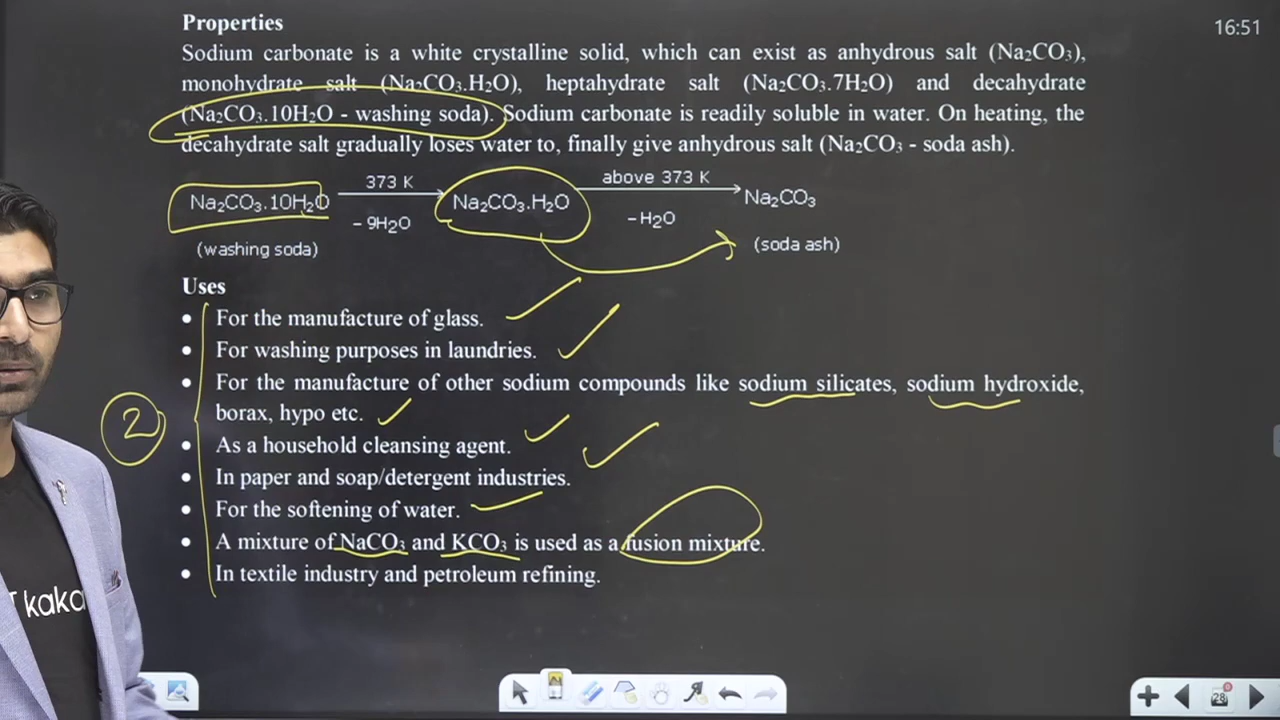 Properties
16:51
Sodium carbonate is a white crystalline solid, which can exist as anhydrous salt (Na₂CO₃),
monohydrate salt (Na₂CO₃.H₂O), heptahydrate salt (Na₂CO₃.7H₂O) and decahydrate
(Na₂CO₃.10H₂O - washing soda). Sodium carbonate is readily soluble in water. On heating, the
decahydrate salt gradually loses water to, finally give anhydrous salt (Na₂CO₃ - soda ash).
373 K above 373 K
Na₂CO₃.10H₂O Na₂CO₃.H₂O Na₂CO₃
- 9H₂O -H₂O
(washing soda) (soda ash)
Uses
• For the manufacture of glass.
• For washing purposes in laundries.
• For the manufacture of other sodium compounds like sodium silicates, sodium hydroxide,
borax, hypo etc.
2
• As a household cleansing agent.
• In paper and soap/detergent industries.
• For the softening of water.
• A mixture of NaCO₃ and KCO₃ is used as a fusion mixture.
• In textile industry and petroleum refining.
kaka
28